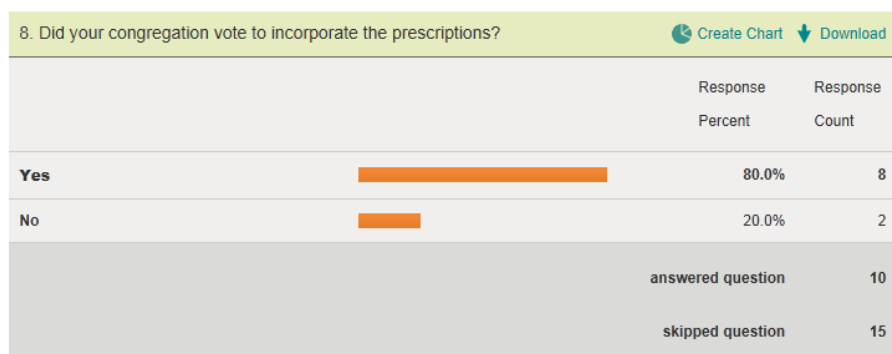 8. Did your congregation vote to incorporate the prescriptions? Create Chart Download
Response Response
Percent Count
Yes 80.0% 8
No 20.0% 2
answered question 10
skipped question 15